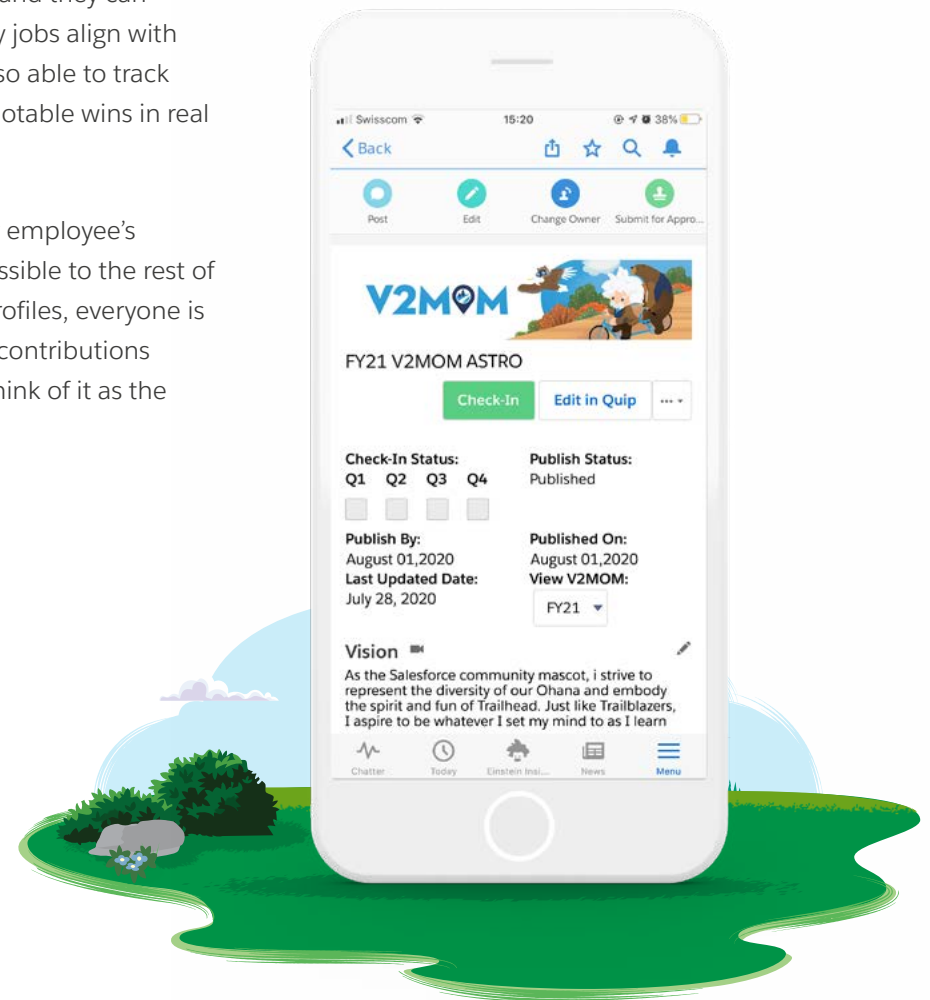 and they can
y jobs align with
so able to track
otable wins in real
employee's
ssible to the rest of
rofiles, everyone is
contributions
hink of it as the
Swisscom 15:20 38%
Back
Post Edit Change Owner Submit for Appro...
V2MOM
FY21 V2MOM ASTRO
Check-In Edit in Quip
Check-In Status: Publish Status:
Q1 Q2 Q3 Q4 Published
Publish By: Published On:
August 01,2020 August 01,2020
Last Updated Date: View V2MOM:
July 28, 2020 FY21
Vision
As the Salesforce community mascot, i strive to
represent the diversity of our Ohana and embody
the spirit and fun of Trailhead. Just like Trailblazers,
I aspire to be whatever I set my mind to as I learn
Chatter Today Einstein Insi... News Menu